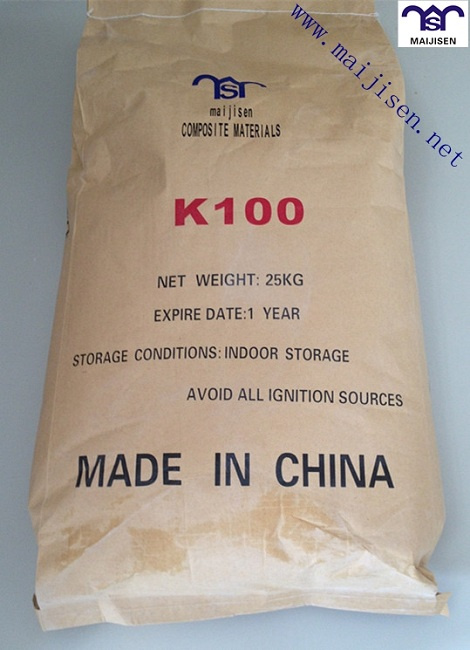 www.maijisen.net
MAIJISEN
maijisen
COMPOSITE MATERIALS
K100
NET WEIGHT: 25KG
EXPIRE DATE:1 YEAR
STORAGE CONDITIONS: INDOOR STORAGE
AVOID ALL IGNITION SOURCES
MADE IN CHINA